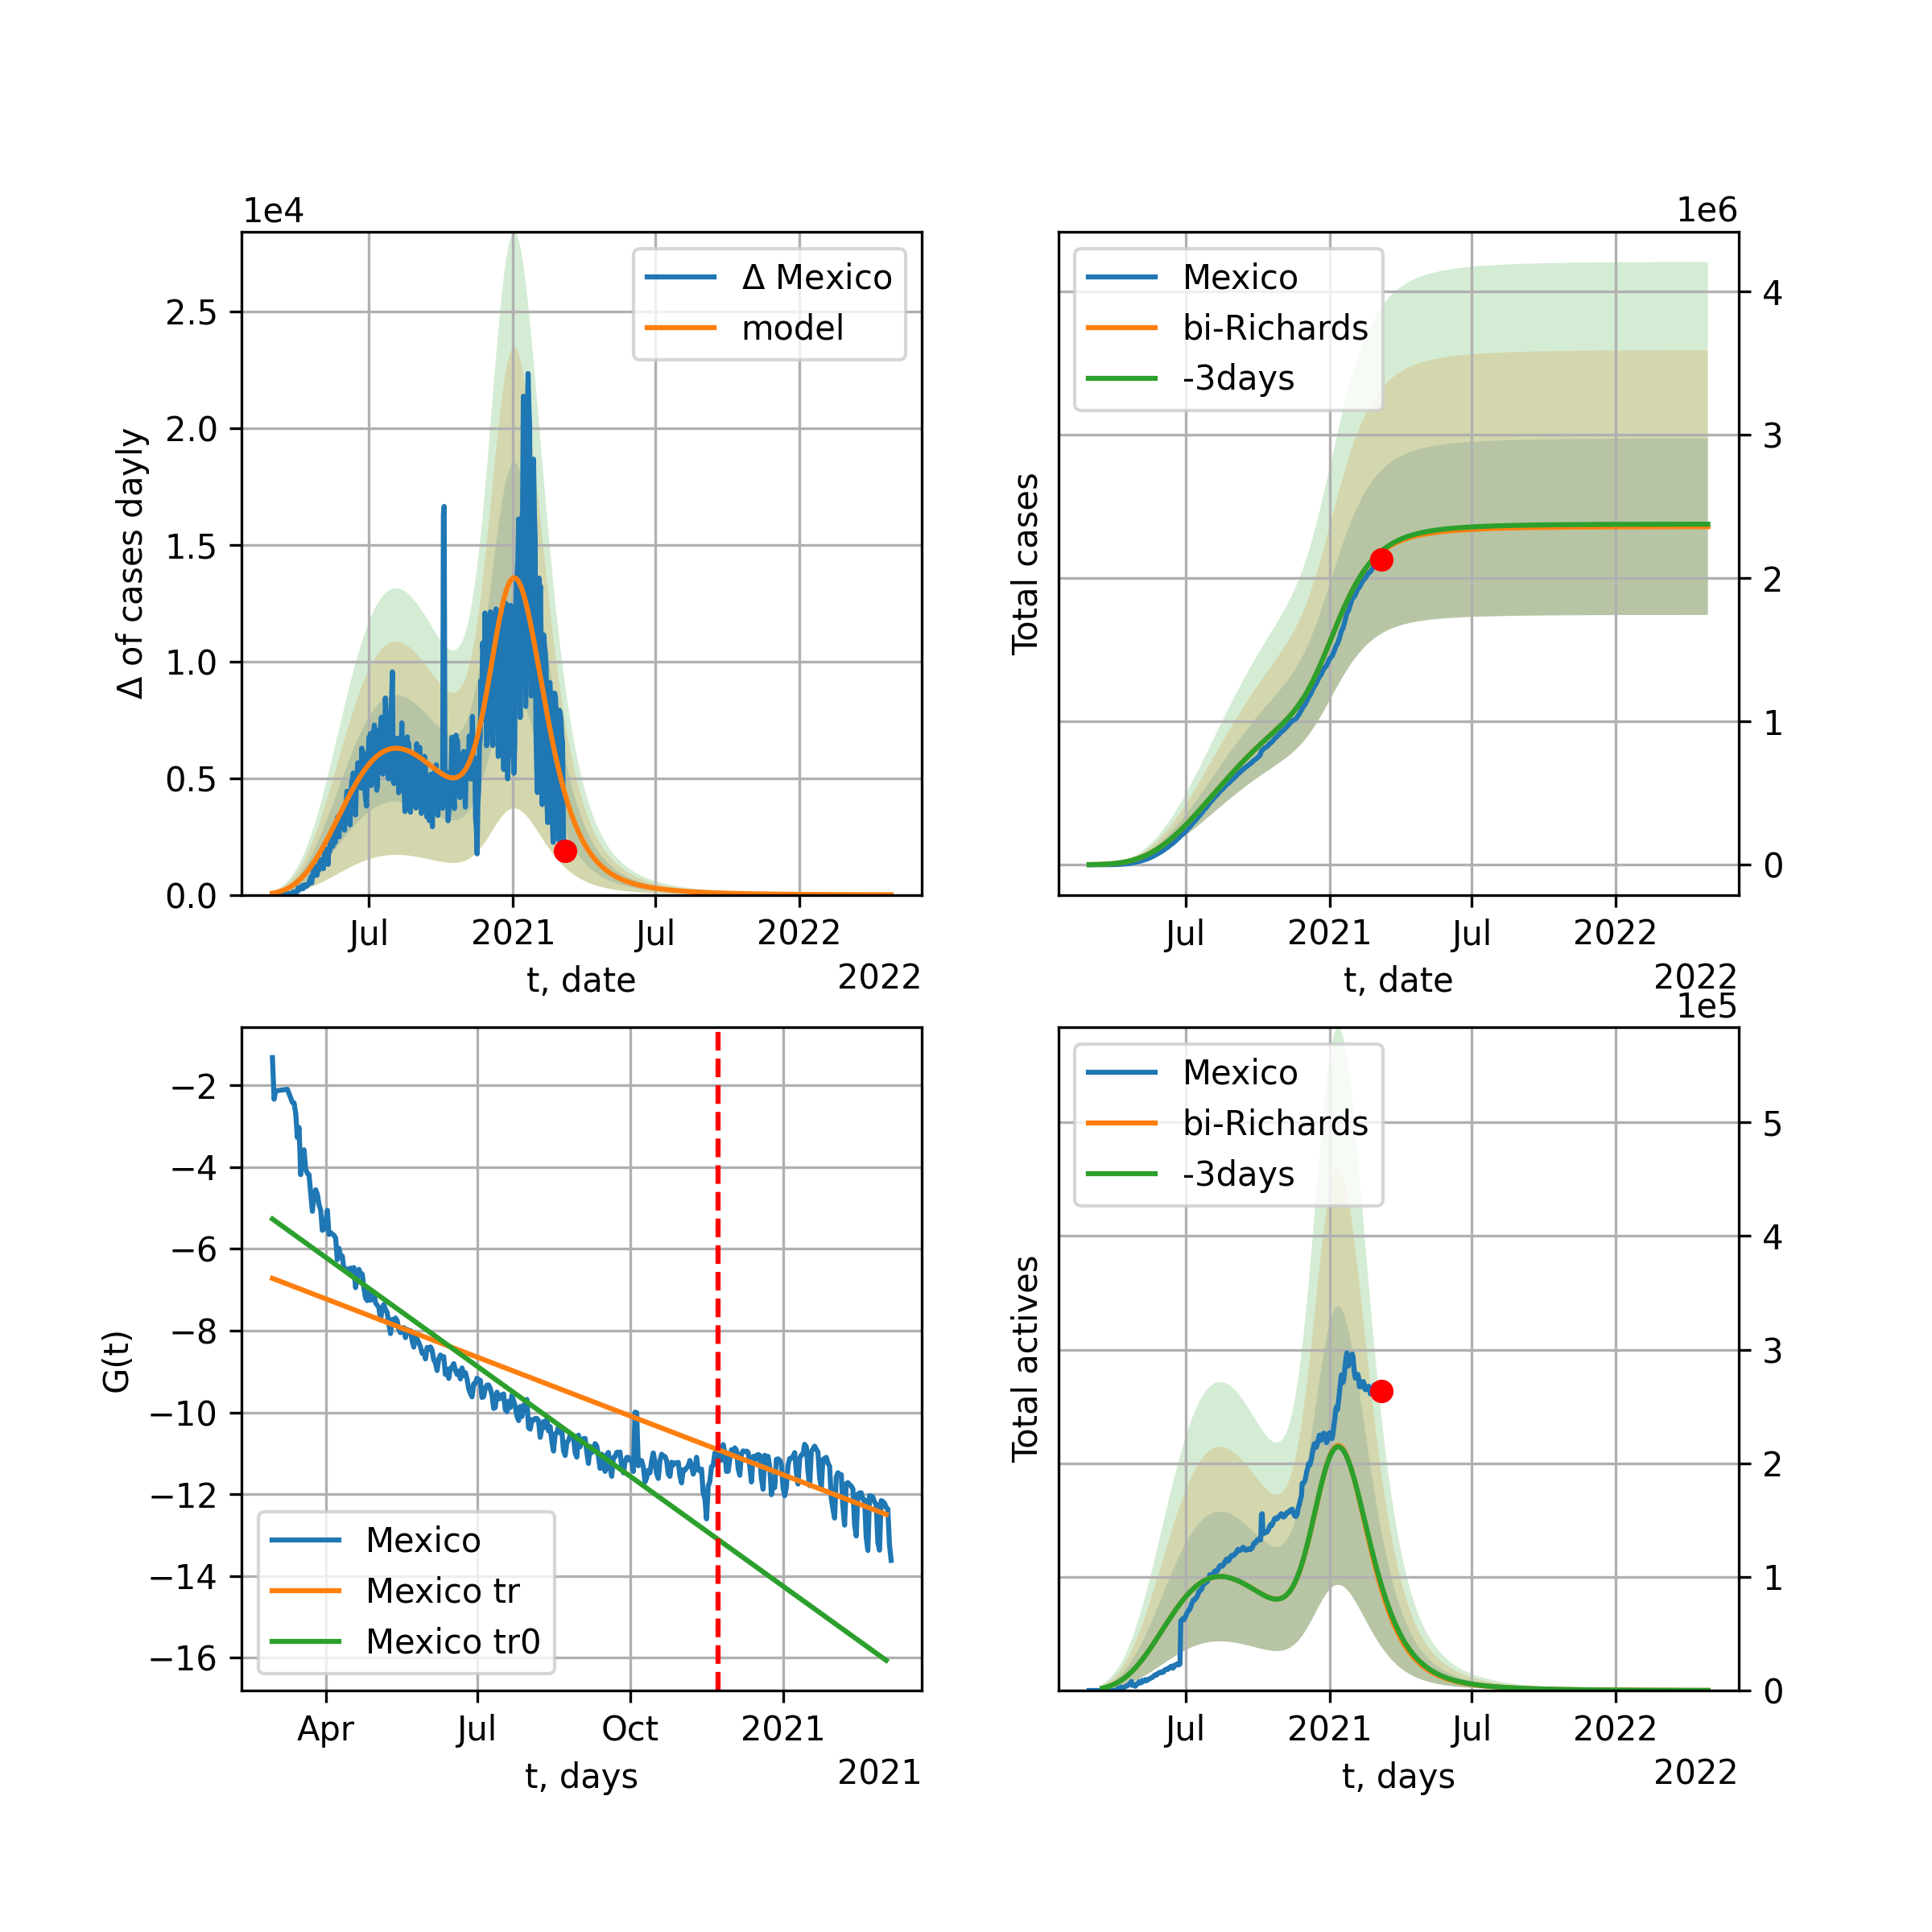 1e4
Δ of cases dayly
2.5
2.0
1.5
1.0
0.5
0.0
Δ Mexico
model
Jul
2021
Jul
2022
t, date
2022
1e6
Total cases
Mexico
bi-Richards
-3days
4
3
2
1
0
Jul
2021
Jul
2022
t, date
2022
G(t)
−2
−4
−6
−8
−10
−12
−14
−16
Mexico
Mexico tr
Mexico tr0
Apr
Jul
Oct
2021
t, days
2021
1e5
Total actives
Mexico
bi-Richards
-3days
5
4
3
2
1
0
Jul
2021
Jul
2022
t, days
2022